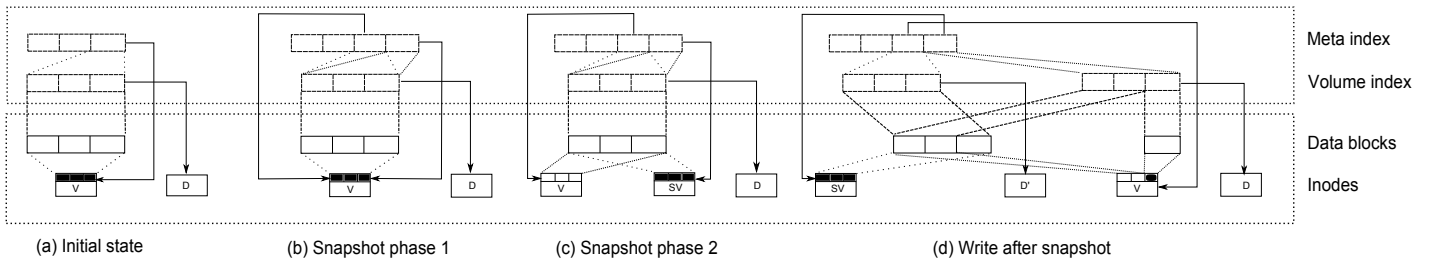 Meta index
Volume index
Data blocks
Inodes
V
D
V
D
V
SV
D
SV
D'
V
D
(a) Initial state
(b) Snapshot phase 1
(c) Snapshot phase 2
(d) Write after snapshot